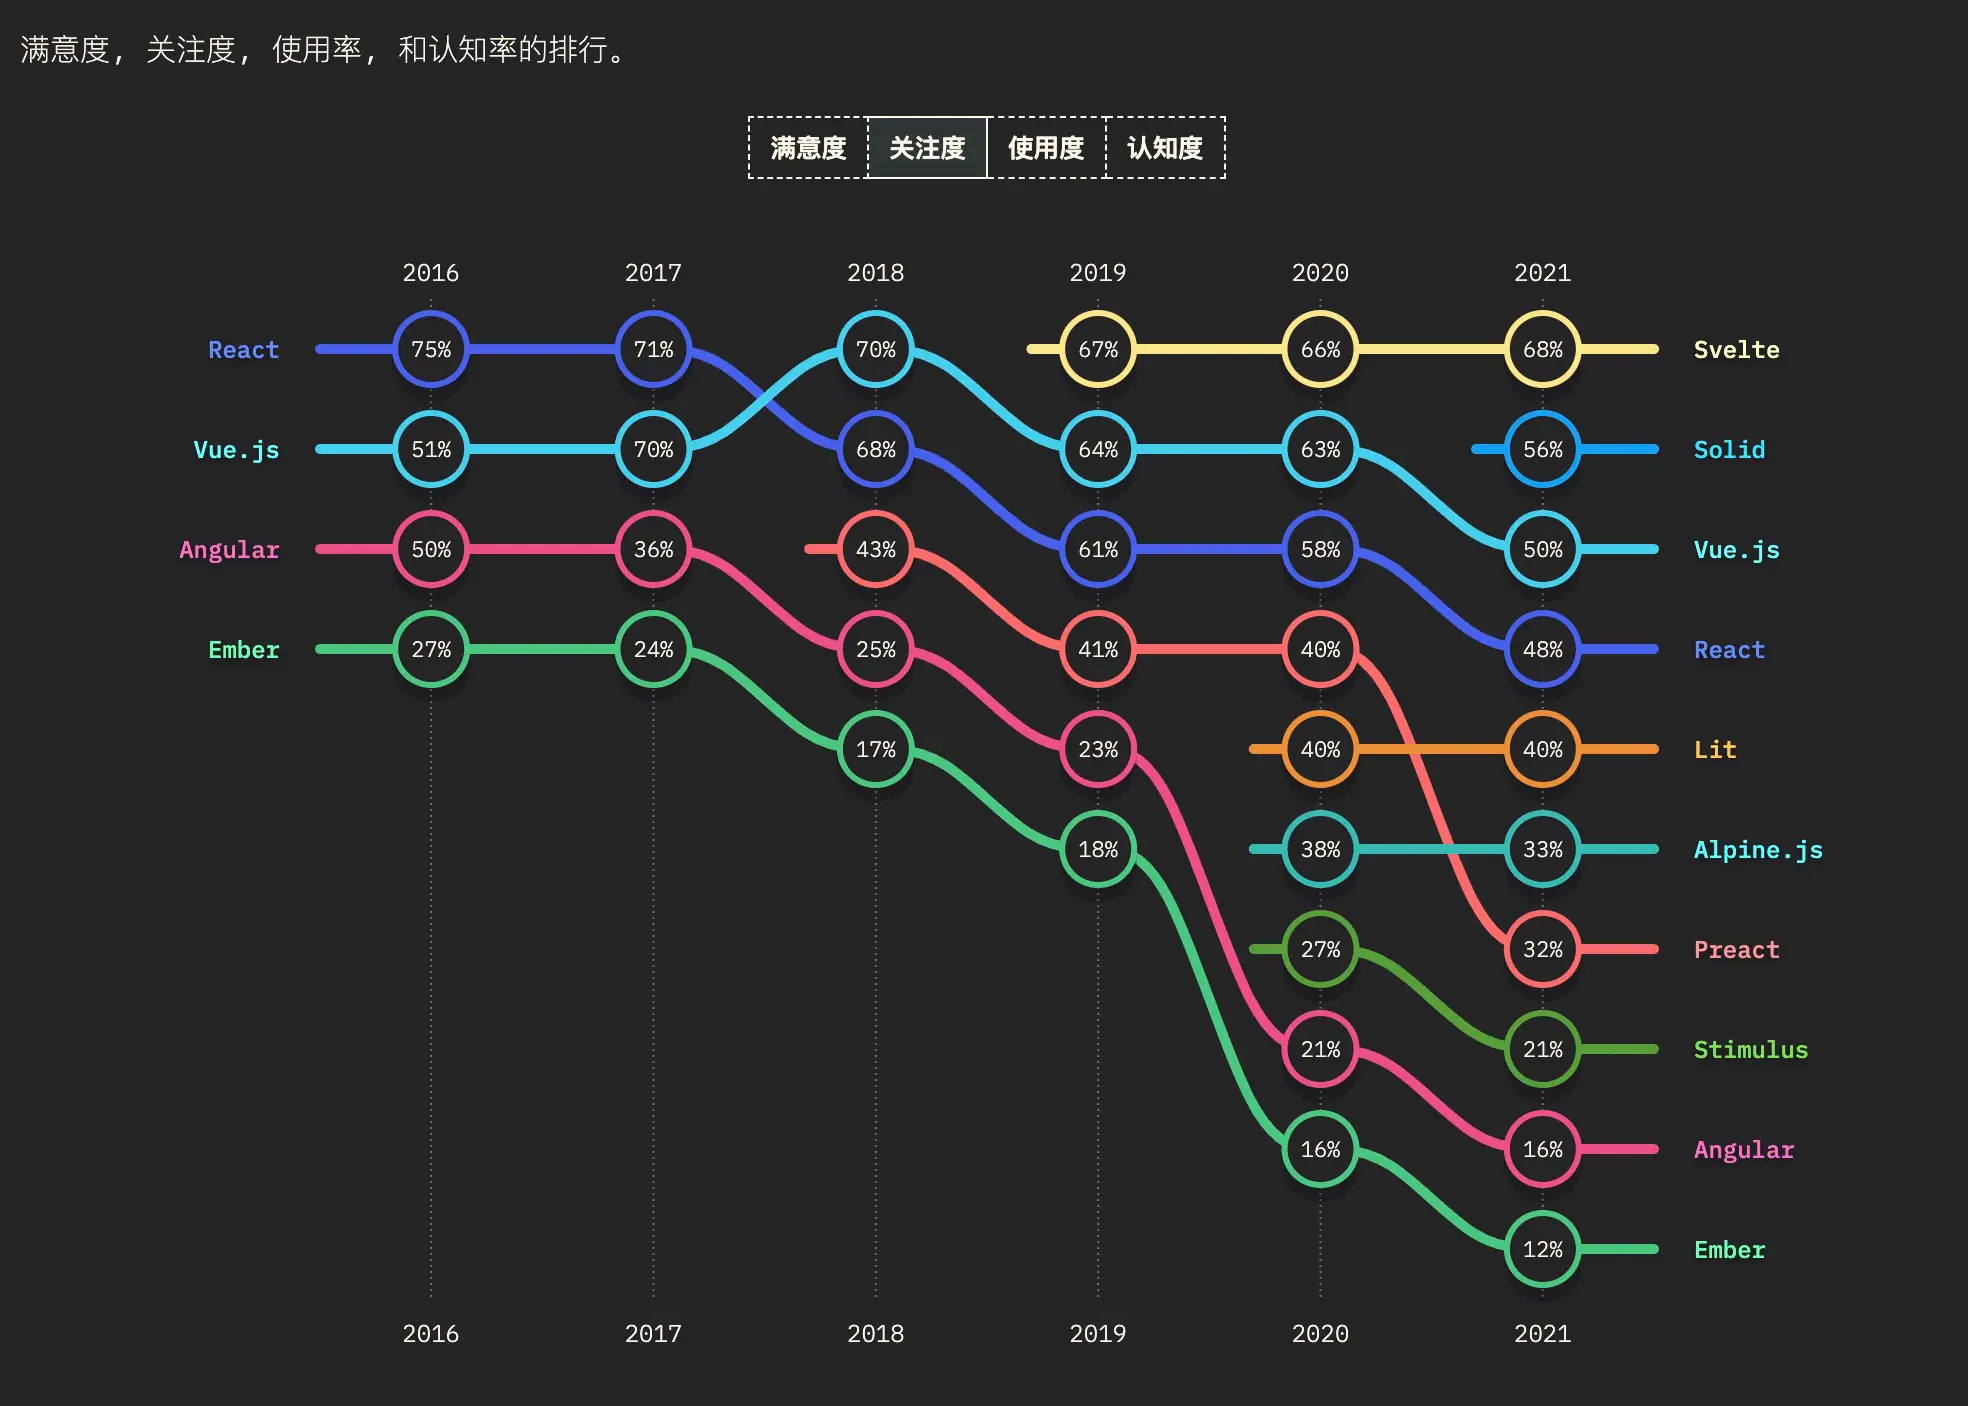 满意度, 关注度, 使用率, 和认知率的排行。
满意度 关注度 使用度 认知度
2016 2017 2018 2019 2020 2021
React 75% 71% 70% 67% 66% 68% Svelte
Vue.js 51% 70% 68% 64% 63% 56% Solid
Angular 50% 36% 43% 61% 58% 50% Vue.js
Ember 27% 24% 25% 41% 40% 48% React
17% 23% 40% 40% Lit
18% 38% 33% Alpine.js
27% 32% Preact
21% 21% Stimulus
16% 16% Angular
12% Ember
2016 2017 2018 2019 2020 2021